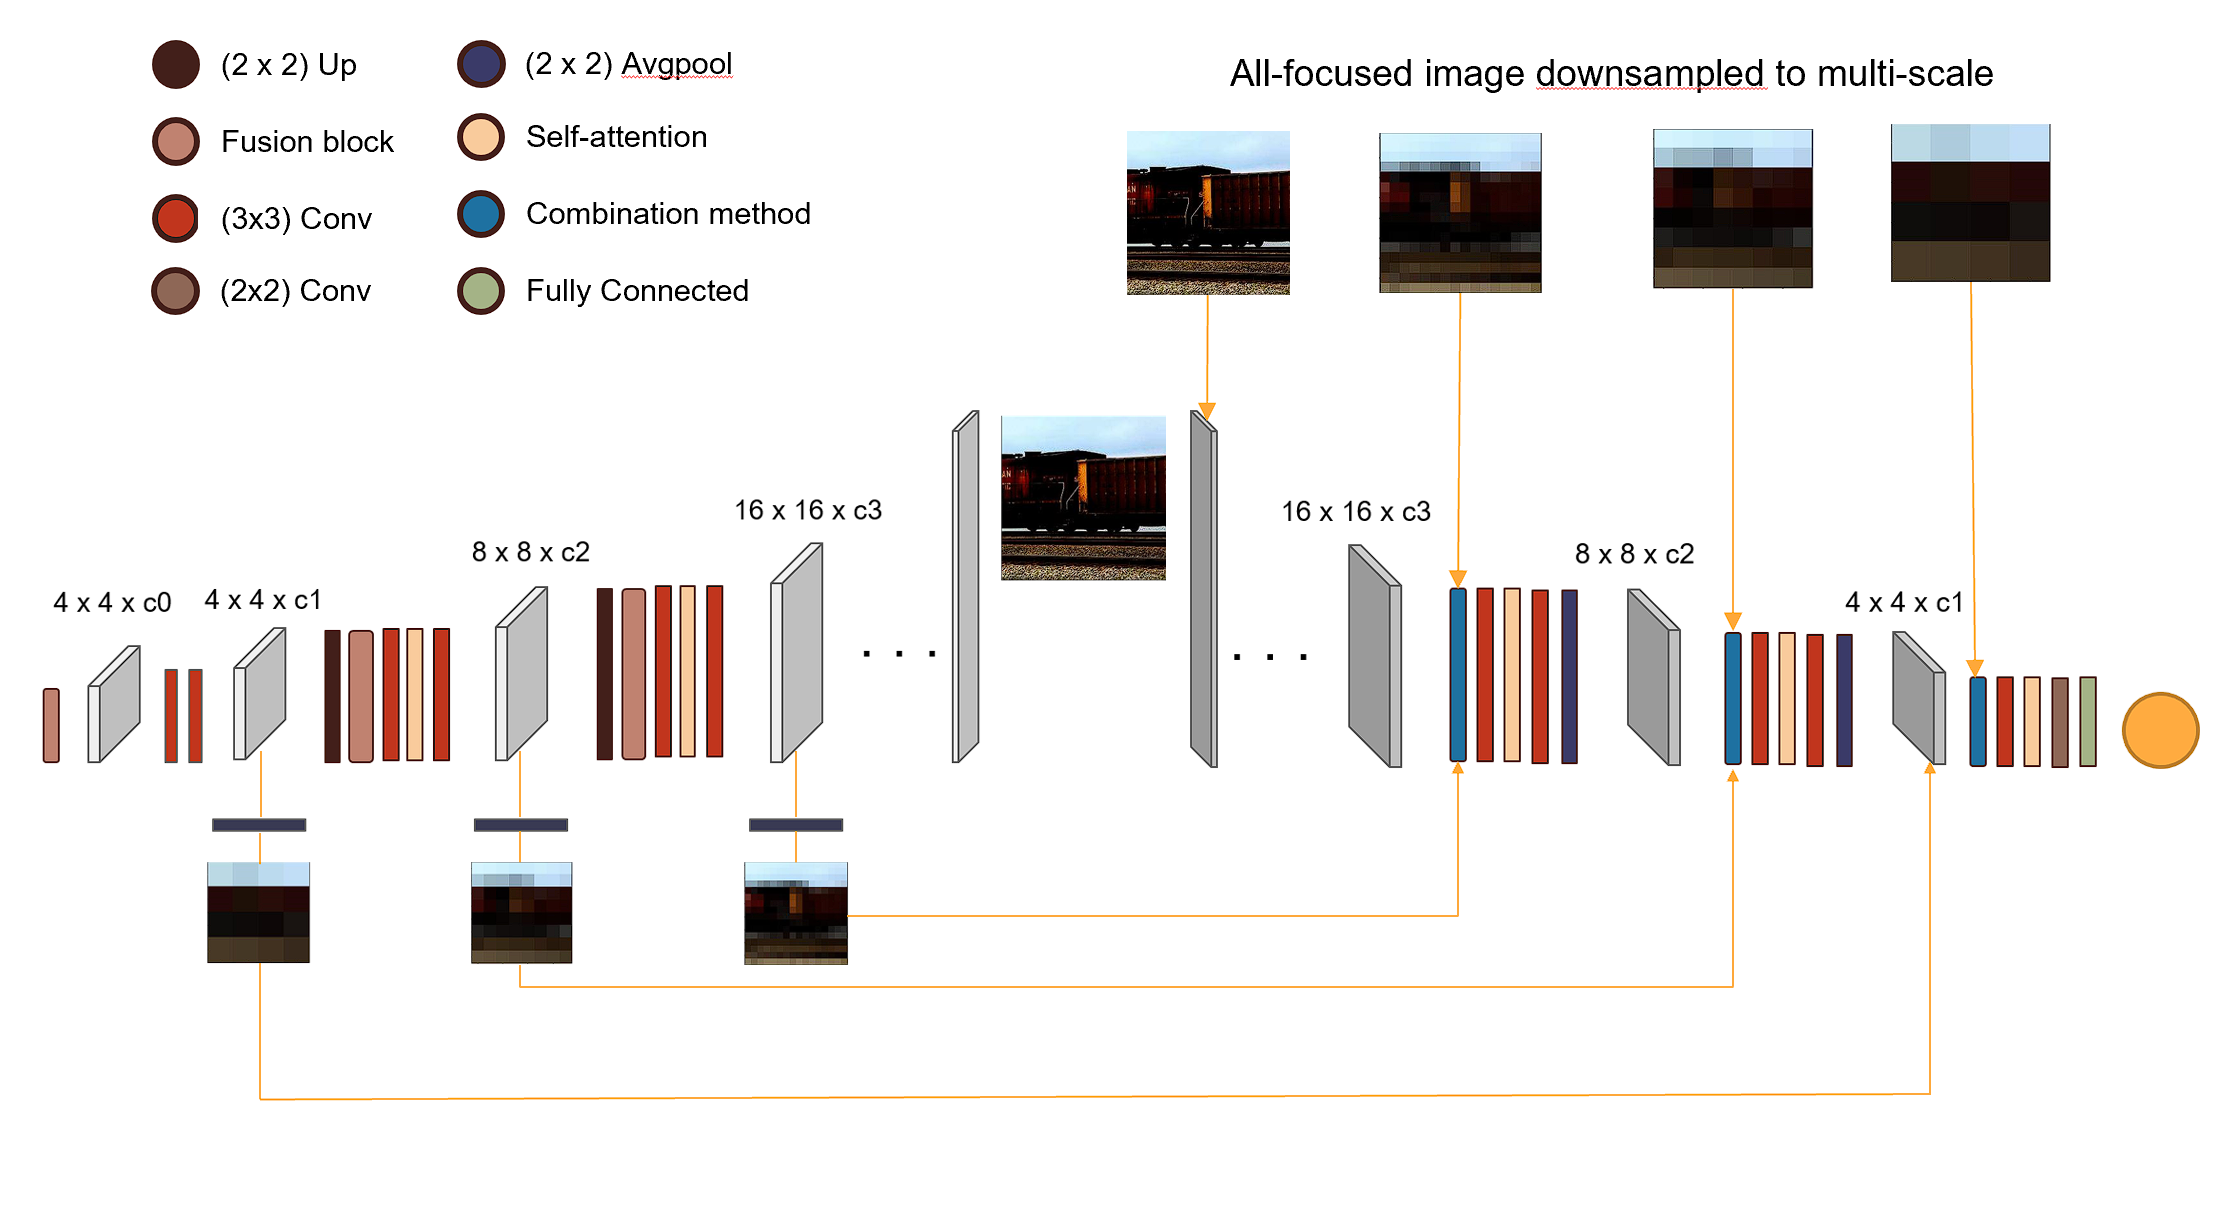 All-focused image downsampled to multi-scale
(2 x 2) Up
(2 x 2) Avgpool
Fusion block
Self-attention
(3x3) Conv
Combination method
(2x2) Conv
Fully Connected
16 x 16 x c3
16 x 16 x c3
8 x 8 x c2
8 x 8 x c2
4 x 4 x c0
4 x 4 x c1
4 x 4 x c1
. . .
. . .